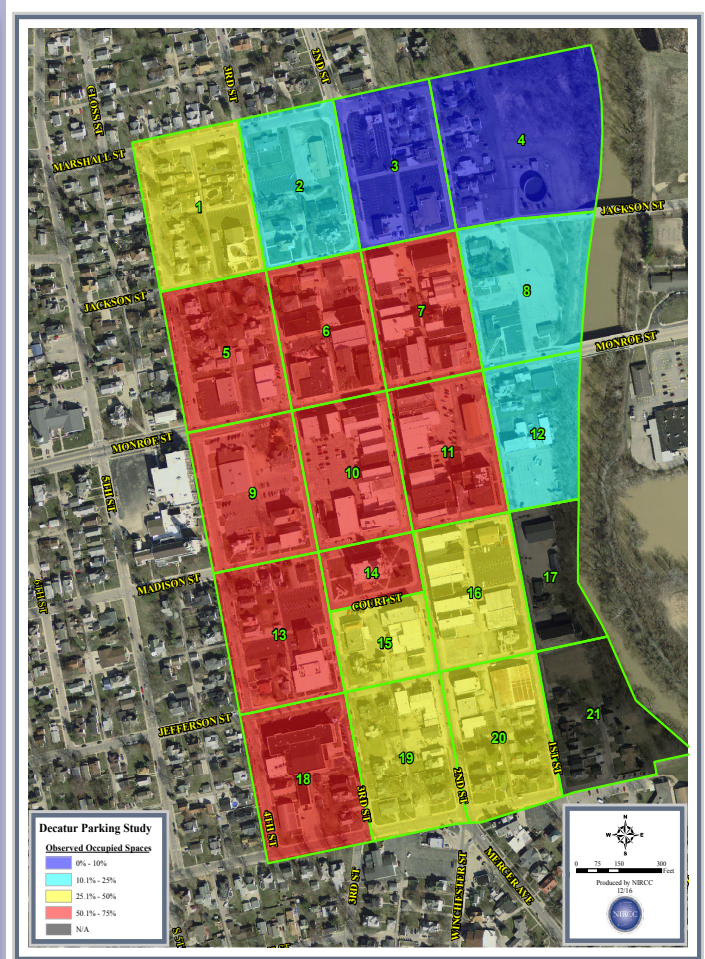 2ND ST
3RD ST
CLOSS ST
MARSHALL ST
4
3
2
1
JACKSON ST
JACKSON ST
8
7
6
5
MONROE ST
MONROE ST
12
11
10
9
5TH ST
MADISON ST
14
17
COURT ST
16
13
15
6TH ST
JEFFERSON ST
21
20
19
18
1ST ST
2ND ST
3RD ST
4TH ST
3RD ST
WINCHESTER ST
MERCER AVE
Decatur Parking Study
Observed Occupied Spaces
0% - 10%
10.1% - 25%
25.1% - 50%
50.1% - 75%
N/A
N
W E
S
0 75 150 300
Feet
Produced by NIRCC
12/16
NIRCC